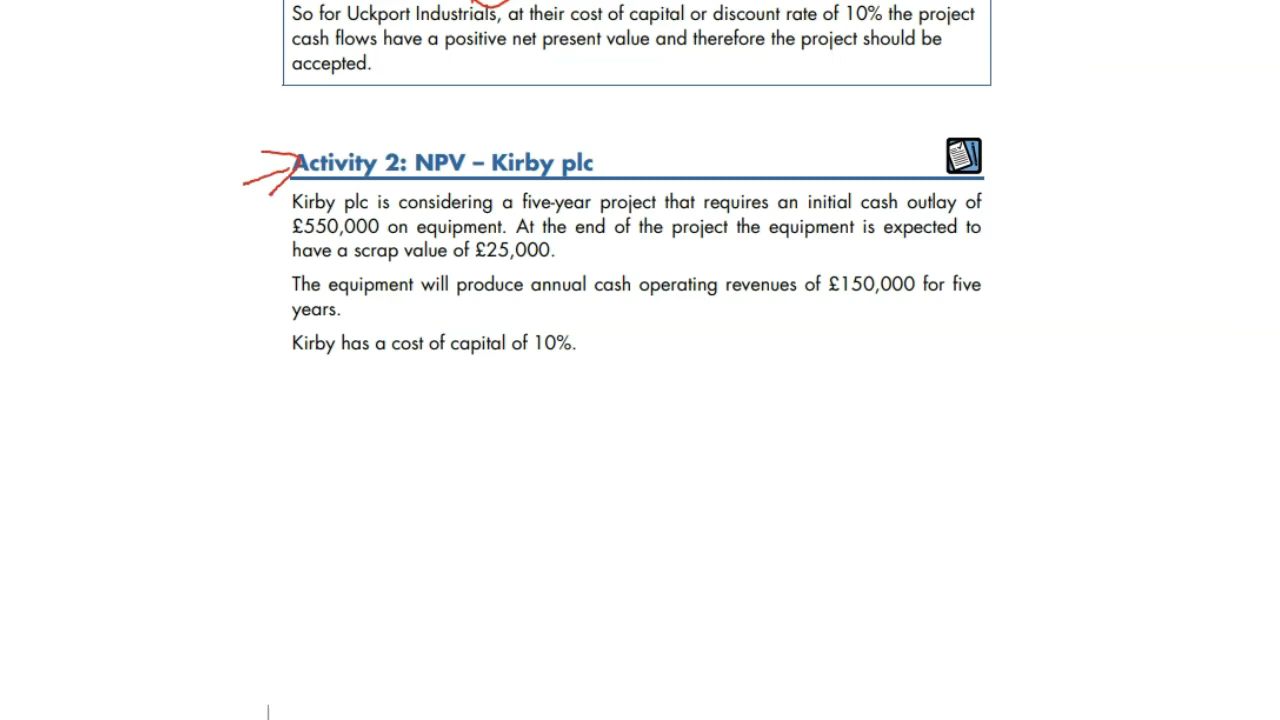 So for Uckport Industrials, at their cost of capital or discount rate of 10% the project
cash flows have a positive net present value and therefore the project should be
accepted.
Activity 2: NPV – Kirby plc
Kirby plc is considering a five-year project that requires an initial cash outlay of
£550,000 on equipment. At the end of the project the equipment is expected to
have a scrap value of £25,000.
The equipment will produce annual cash operating revenues of £150,000 for five
years.
Kirby has a cost of capital of 10%.